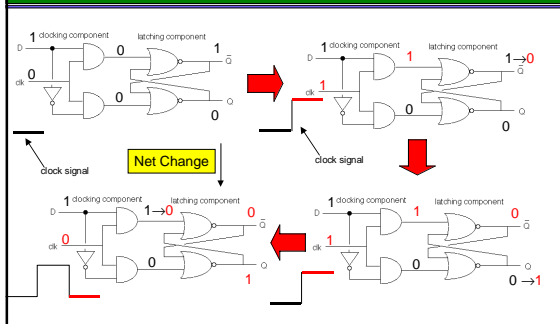 1 clocking component 0 latching component 1
D Q̄
0
clk
0 Q
0
clock signal
1 clocking component 1 latching component 1→0
D Q̄
1
clk
0 Q
0
clock signal
Net Change
1 clocking component 1→0 latching component 0
D Q̄
0
clk
0 Q
1
1 clocking component 1 latching component 0
D Q̄
1
clk
0 Q
0→1